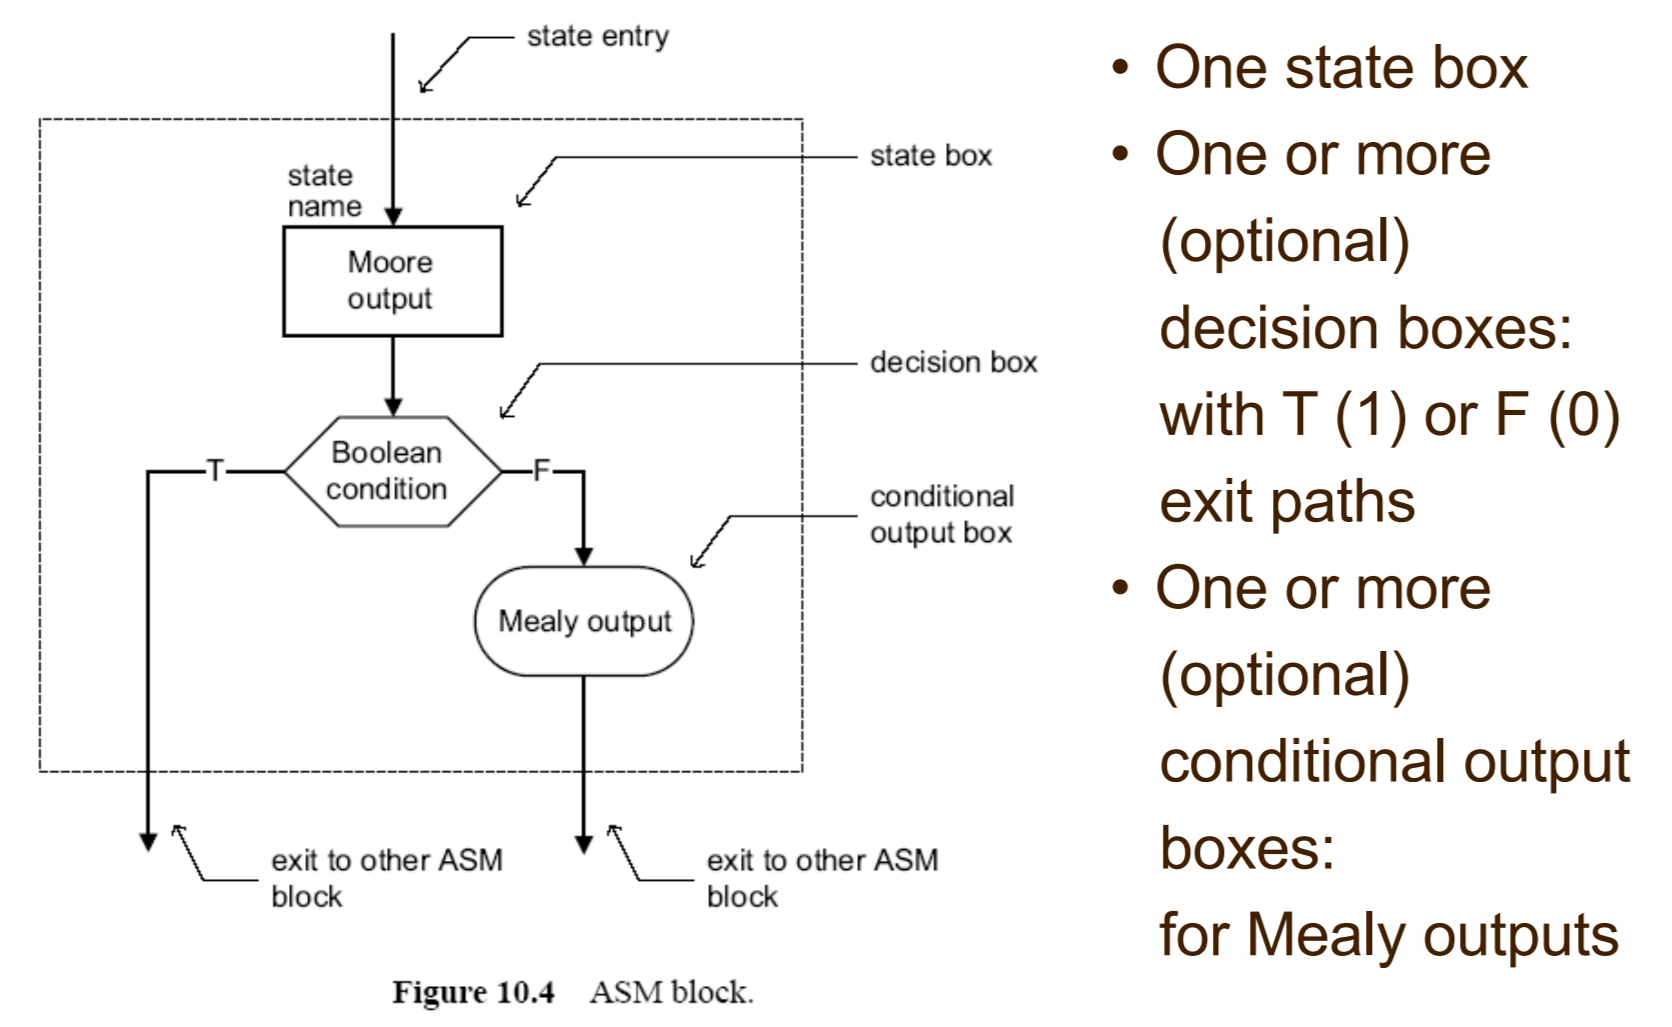 state entry
state box
state
name
Moore
output
decision box
Boolean
condition
T
F
conditional
output box
Mealy output
exit to other ASM
block
exit to other ASM
block
Figure 10.4 ASM block.
• One state box
• One or more
(optional)
decision boxes:
with T (1) or F (0)
exit paths
• One or more
(optional)
conditional output
boxes:
for Mealy outputs